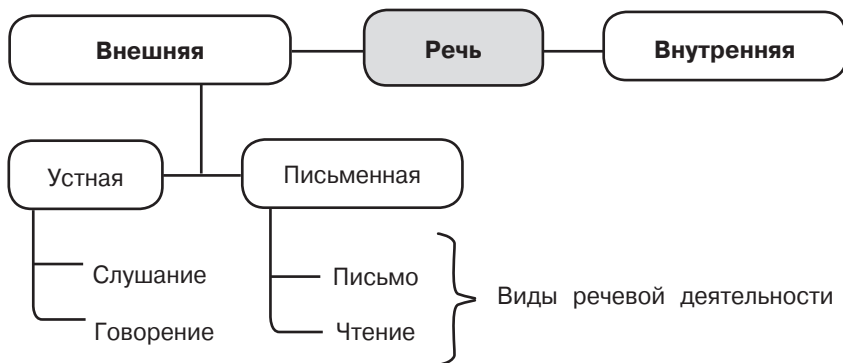 Внешняя Речь Внутренняя
Устная Письменная
Слушание Письмо
Говорение Чтение
Виды речевой деятельности